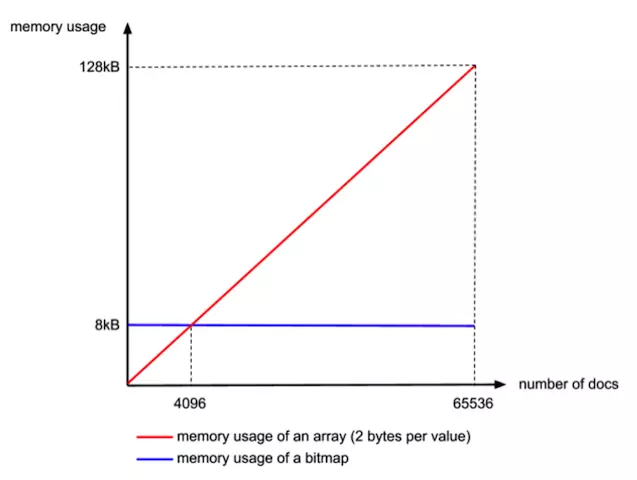 memory usage
128kB
8kB
number of docs
4096
65536
memory usage of an array (2 bytes per value)
memory usage of a bitmap